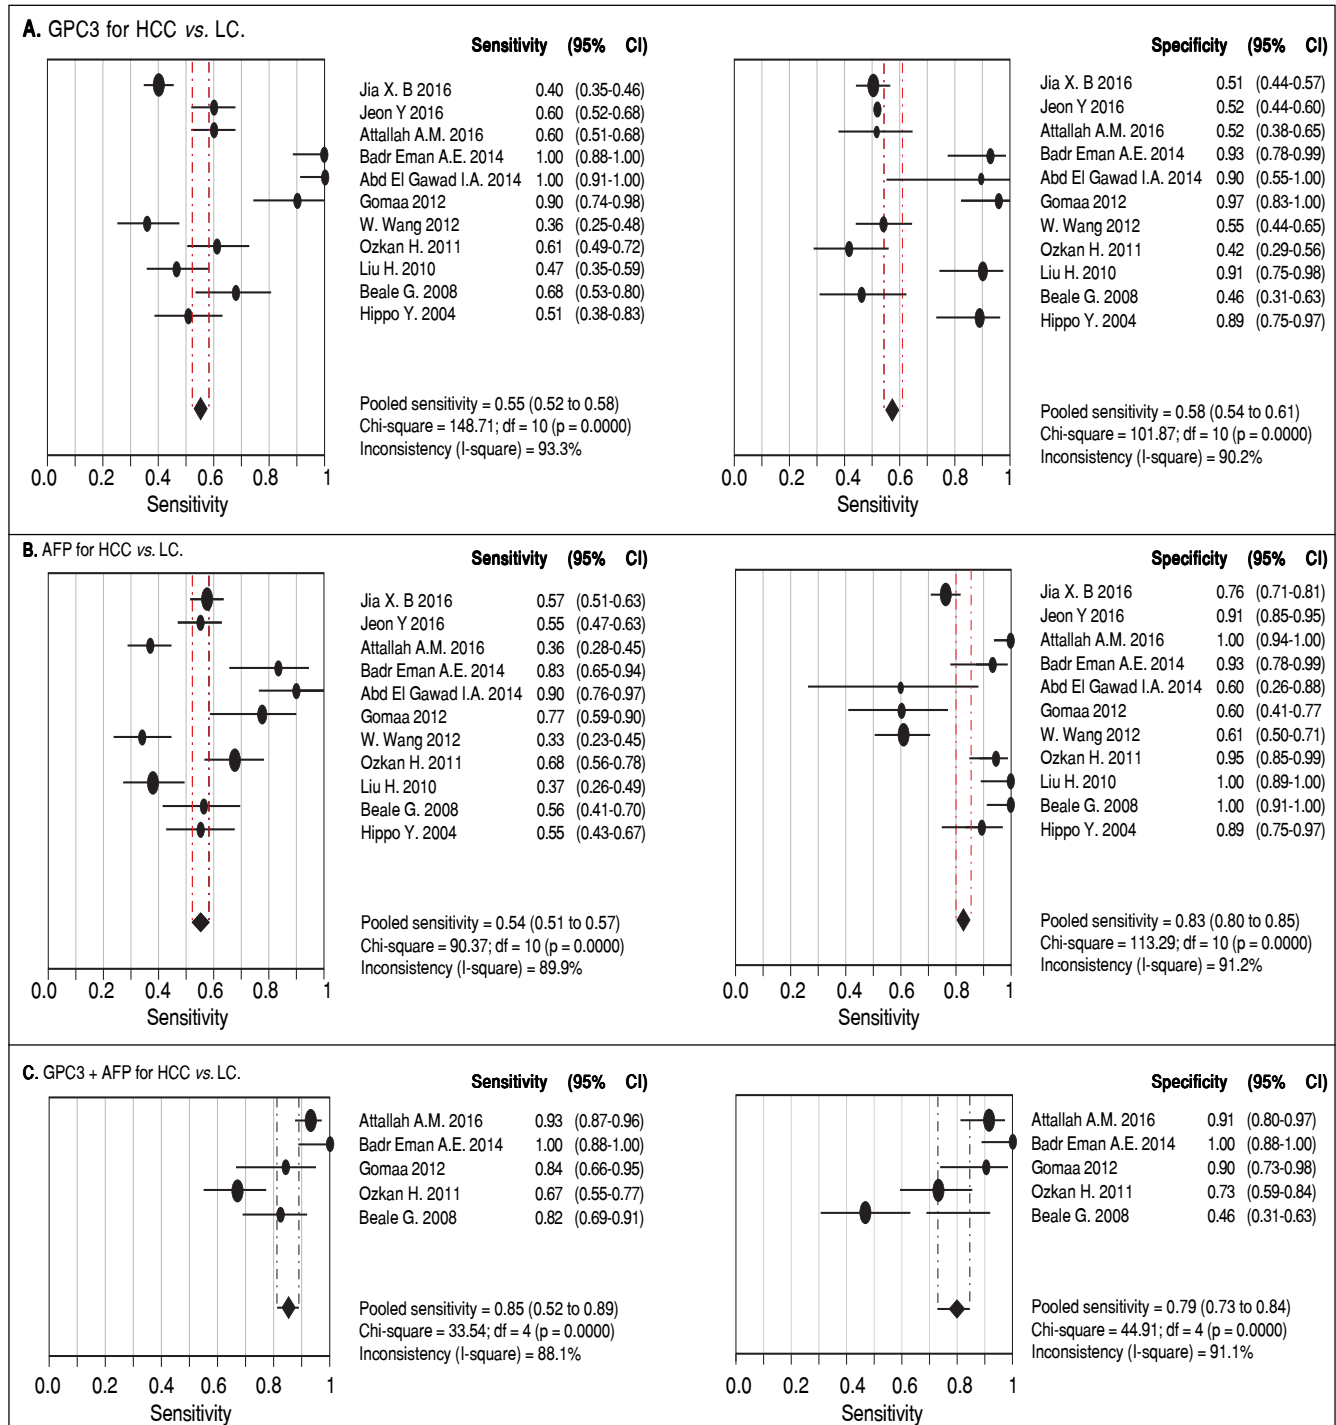 A. GPC3 for HCC vs. LC.
Sensitivity (95% CI)
Jia X. B 2016 0.40 (0.35-0.46)
Jeon Y 2016 0.60 (0.52-0.68)
Attallah A.M. 2016 0.60 (0.51-0.68)
Badr Eman A.E. 2014 1.00 (0.88-1.00)
Abd El Gawad I.A. 2014 1.00 (0.91-1.00)
Gomaa 2012 0.90 (0.74-0.98)
W. Wang 2012 0.36 (0.25-0.48)
Ozkan H. 2011 0.61 (0.49-0.72)
Liu H. 2010 0.47 (0.35-0.59)
Beale G. 2008 0.68 (0.53-0.80)
Hippo Y. 2004 0.51 (0.38-0.83)
Pooled sensitivity = 0.55 (0.52 to 0.58)
Chi-square = 148.71; df = 10 (p = 0.0000)
Inconsistency (I-square) = 93.3%
0.0 0.2 0.4 0.6 0.8 1
Sensitivity
Specificity (95% CI)
Jia X. B 2016 0.51 (0.44-0.57)
Jeon Y 2016 0.52 (0.44-0.60)
Attallah A.M. 2016 0.52 (0.38-0.65)
Badr Eman A.E. 2014 0.93 (0.78-0.99)
Abd El Gawad I.A. 2014 0.90 (0.55-1.00)
Gomaa 2012 0.97 (0.83-1.00)
W. Wang 2012 0.55 (0.44-0.65)
Ozkan H. 2011 0.42 (0.29-0.56)
Liu H. 2010 0.91 (0.75-0.98)
Beale G. 2008 0.46 (0.31-0.63)
Hippo Y. 2004 0.89 (0.75-0.97)
Pooled sensitivity = 0.58 (0.54 to 0.61)
Chi-square = 101.87; df = 10 (p = 0.0000)
Inconsistency (I-square) = 90.2%
0.0 0.2 0.4 0.6 0.8 1
Sensitivity
B. AFP for HCC vs. LC.
Sensitivity (95% CI)
Jia X. B 2016 0.57 (0.51-0.63)
Jeon Y 2016 0.55 (0.47-0.63)
Attallah A.M. 2016 0.36 (0.28-0.45)
Badr Eman A.E. 2014 0.83 (0.65-0.94)
Abd El Gawad I.A. 2014 0.90 (0.76-0.97)
Gomaa 2012 0.77 (0.59-0.90)
W. Wang 2012 0.33 (0.23-0.45)
Ozkan H. 2011 0.68 (0.56-0.78)
Liu H. 2010 0.37 (0.26-0.49)
Beale G. 2008 0.56 (0.41-0.70)
Hippo Y. 2004 0.55 (0.43-0.67)
Pooled sensitivity = 0.54 (0.51 to 0.57)
Chi-square = 90.37; df = 10 (p = 0.0000)
Inconsistency (I-square) = 89.9%
0.0 0.2 0.4 0.6 0.8 1
Sensitivity
Specificity (95% CI)
Jia X. B 2016 0.76 (0.71-0.81)
Jeon Y 2016 0.91 (0.85-0.95)
Attallah A.M. 2016 1.00 (0.94-1.00)
Badr Eman A.E. 2014 0.93 (0.78-0.99)
Abd El Gawad I.A. 2014 0.60 (0.26-0.88)
Gomaa 2012 0.60 (0.41-0.77
W. Wang 2012 0.61 (0.50-0.71)
Ozkan H. 2011 0.95 (0.85-0.99)
Liu H. 2010 1.00 (0.89-1.00)
Beale G. 2008 1.00 (0.91-1.00)
Hippo Y. 2004 0.89 (0.75-0.97)
Pooled sensitivity = 0.83 (0.80 to 0.85)
Chi-square = 113.29; df = 10 (p = 0.0000)
Inconsistency (I-square) = 91.2%
0.0 0.2 0.4 0.6 0.8 1
Sensitivity
C. GPC3 + AFP for HCC vs. LC.
Sensitivity (95% CI)
Attallah A.M. 2016 0.93 (0.87-0.96)
Badr Eman A.E. 2014 1.00 (0.88-1.00)
Gomaa 2012 0.84 (0.66-0.95)
Ozkan H. 2011 0.67 (0.55-0.77)
Beale G. 2008 0.82 (0.69-0.91)
Pooled sensitivity = 0.85 (0.52 to 0.89)
Chi-square = 33.54; df = 4 (p = 0.0000)
Inconsistency (I-square) = 88.1%
0.0 0.2 0.4 0.6 0.8 1
Sensitivity
Specificity (95% CI)
Attallah A.M. 2016 0.91 (0.80-0.97)
Badr Eman A.E. 2014 1.00 (0.88-1.00)
Gomaa 2012 0.90 (0.73-0.98)
Ozkan H. 2011 0.73 (0.59-0.84)
Beale G. 2008 0.46 (0.31-0.63)
Pooled sensitivity = 0.79 (0.73 to 0.84)
Chi-square = 44.91; df = 4 (p = 0.0000)
Inconsistency (I-square) = 91.1%
0.0 0.2 0.4 0.6 0.8 1
Sensitivity